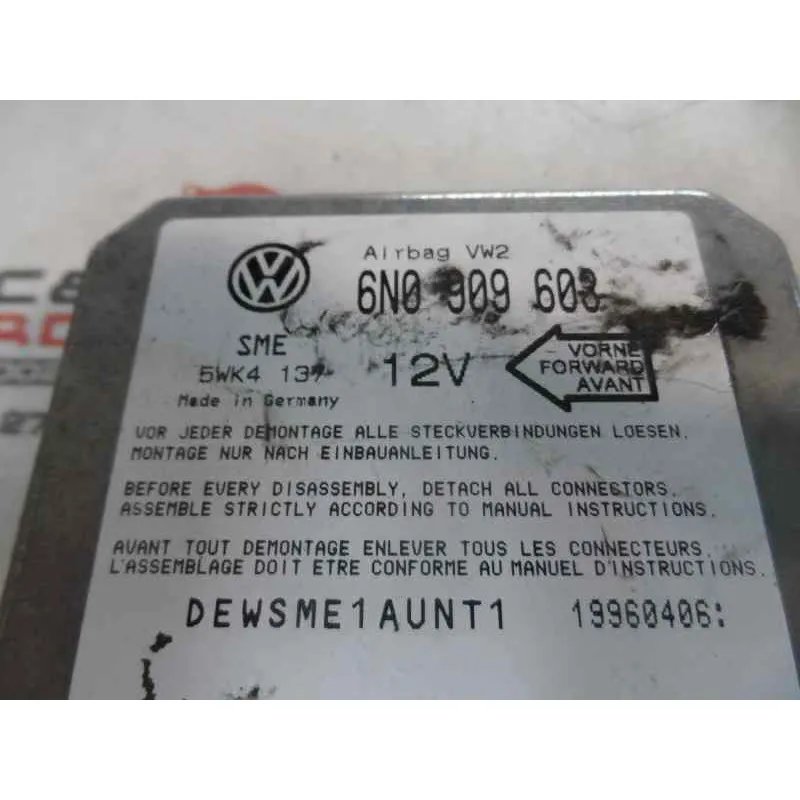 Airbag VW2
6N0 909 603
SME
5WK4 137
12V
VORNE
FORWARD
AVANT
Made in Germany
VOR JEDER DEMONTAGE ALLE STECKVERBINDUNGEN LOESEN.
MONTAGE NUR NACH EINBAUANLEITUNG.
BEFORE EVERY DISASSEMBLY, DETACH ALL CONNECTORS.
ASSEMBLE STRICTLY ACCORDING TO MANUAL INSTRUCTIONS.
AVANT TOUT DEMONTAGE ENLEVER TOUS LES CONNECTEURS.
L'ASSEMBLAGE DOIT ETRE CONFORME AU MANUEL D'INSTRUCTIONS.
DEWSME1AUNT1 19960406: